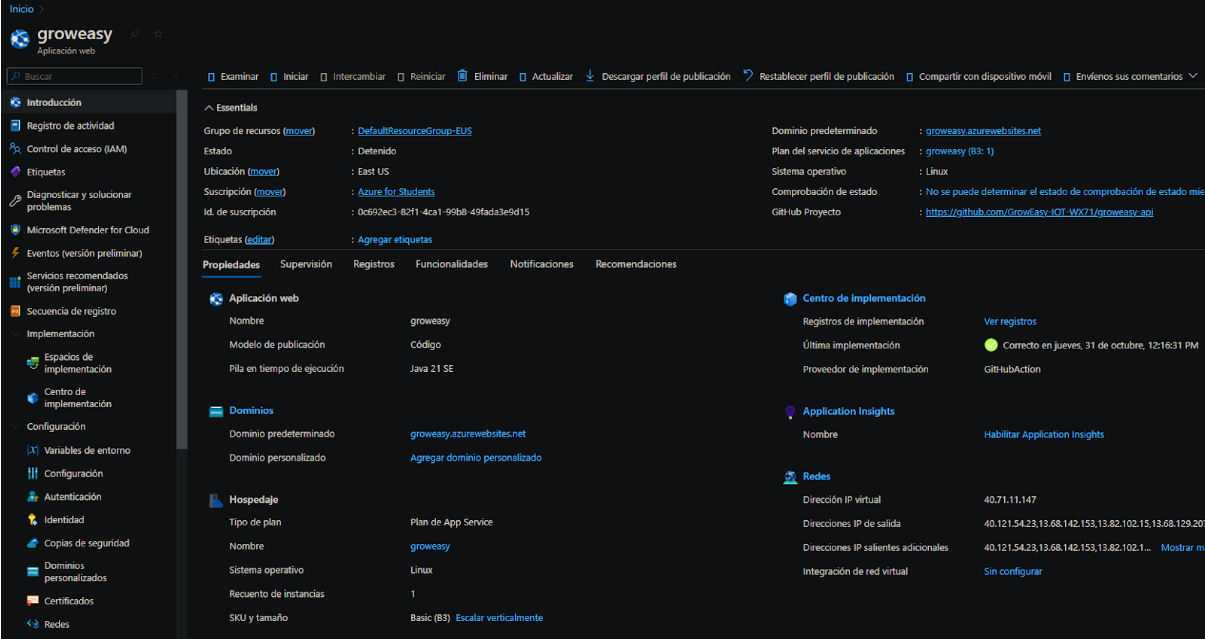 Inicio
groweasy
Aplicación web
Buscar
Introducción
Registro de actividad
Control de acceso (IAM)
Etiquetas
Diagnosticar y solucionar
problemas
Microsoft Defender for Cloud
Eventos (versión preliminar)
Servicios recomendados
(versión preliminar)
Secuencia de registro
Implementación
Espacios de
implementación
Centro de
implementación
Configuración
Variables de entorno
Configuración
Autenticación
Identidad
Copias de seguridad
Dominios
personalizados
Certificados
Redes
Examinar Iniciar Intercambiar Reiniciar Eliminar Actualizar Descargar perfil de publicación Restablecer perfil de publicación Compartir con dispositivo móvil Envíenos sus comentarios
Essentials
Grupo de recursos (mover) : DefaultResourceGroup-EUS
Estado : Detenido
Ubicación (mover) : East US
Suscripción (mover) : Azure for Students
Id. de suscripción : 0c692ec3-82f1-4ca1-99b8-49fada3e9d15
Etiquetas (editar) : Agregar etiquetas
Dominio predeterminado : groweasy.azurewebsites.net
Plan del servicio de aplicaciones : groweasy (B3: 1)
Sistema operativo : Linux
Comprobación de estado : No se puede determinar el estado de comprobación de estado mie
GitHub Proyecto : https://github.com/GrowEasy-IOT-WX71/groweasy-api
Propiedades Supervisión Registros Funcionalidades Notificaciones Recomendaciones
Aplicación web
Nombre groweasy
Modelo de publicación Código
Pila en tiempo de ejecución Java 21 SE
Dominios
Dominio predeterminado groweasy.azurewebsites.net
Dominio personalizado Agregar dominio personalizado
Hospedaje
Tipo de plan Plan de App Service
Nombre groweasy
Sistema operativo Linux
Recuento de instancias 1
SKU y tamaño Basic (B3) Escalar verticalmente
Centro de implementación
Registros de implementación Ver registros
Última implementación Correcto en jueves, 31 de octubre, 12:16:31 PM
Proveedor de implementación GitHubAction
Application Insights
Nombre Habilitar Application Insights
Redes
Dirección IP virtual 40.71.11.147
Direcciones IP de salida 40.121.54.23,13.68.142.153,13.82.102.15,13.68.129.207
Direcciones IP salientes adicionales 40.121.54.23,13.68.142.153,13.82.102.1... Mostrar m
Integración de red virtual Sin configurar